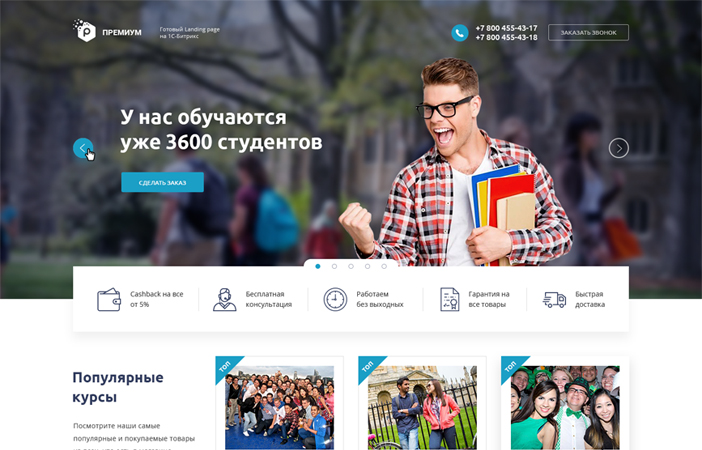 ПРЕМИУМ
Готовый Landing page
на 1С-Битрикс
+7 800 455-43-17
+7 800 455-43-18
ЗАКАЗАТЬ ЗВОНОК
У нас обучаются
уже 3600 студентов
СДЕЛАТЬ ЗАКАЗ
Cashback на все
от 5%
Бесплатная
консультация
Работаем
без выходных
Гарантия на
все товары
Быстрая
доставка
Популярные
курсы
Посмотрите наши самые
популярные и покупаемые товары
ТОП
ТОП
ТОП